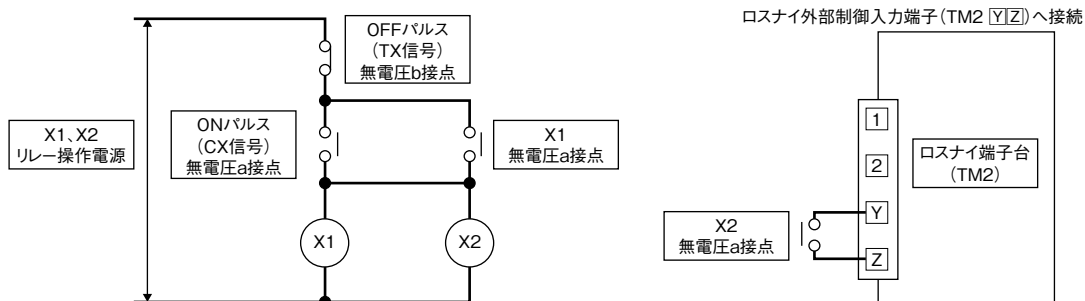 OFFパルス
(TX信号)
無電圧b接点
X1、X2
リレー操作電源
ONパルス
(CX信号)
無電圧a接点
X1
無電圧a接点
X1
X2
ロスナイ外部制御入力端子(TM2 YZ)へ接続
1
2
Y
Z
ロスナイ端子台
(TM2)
X2
無電圧a接点